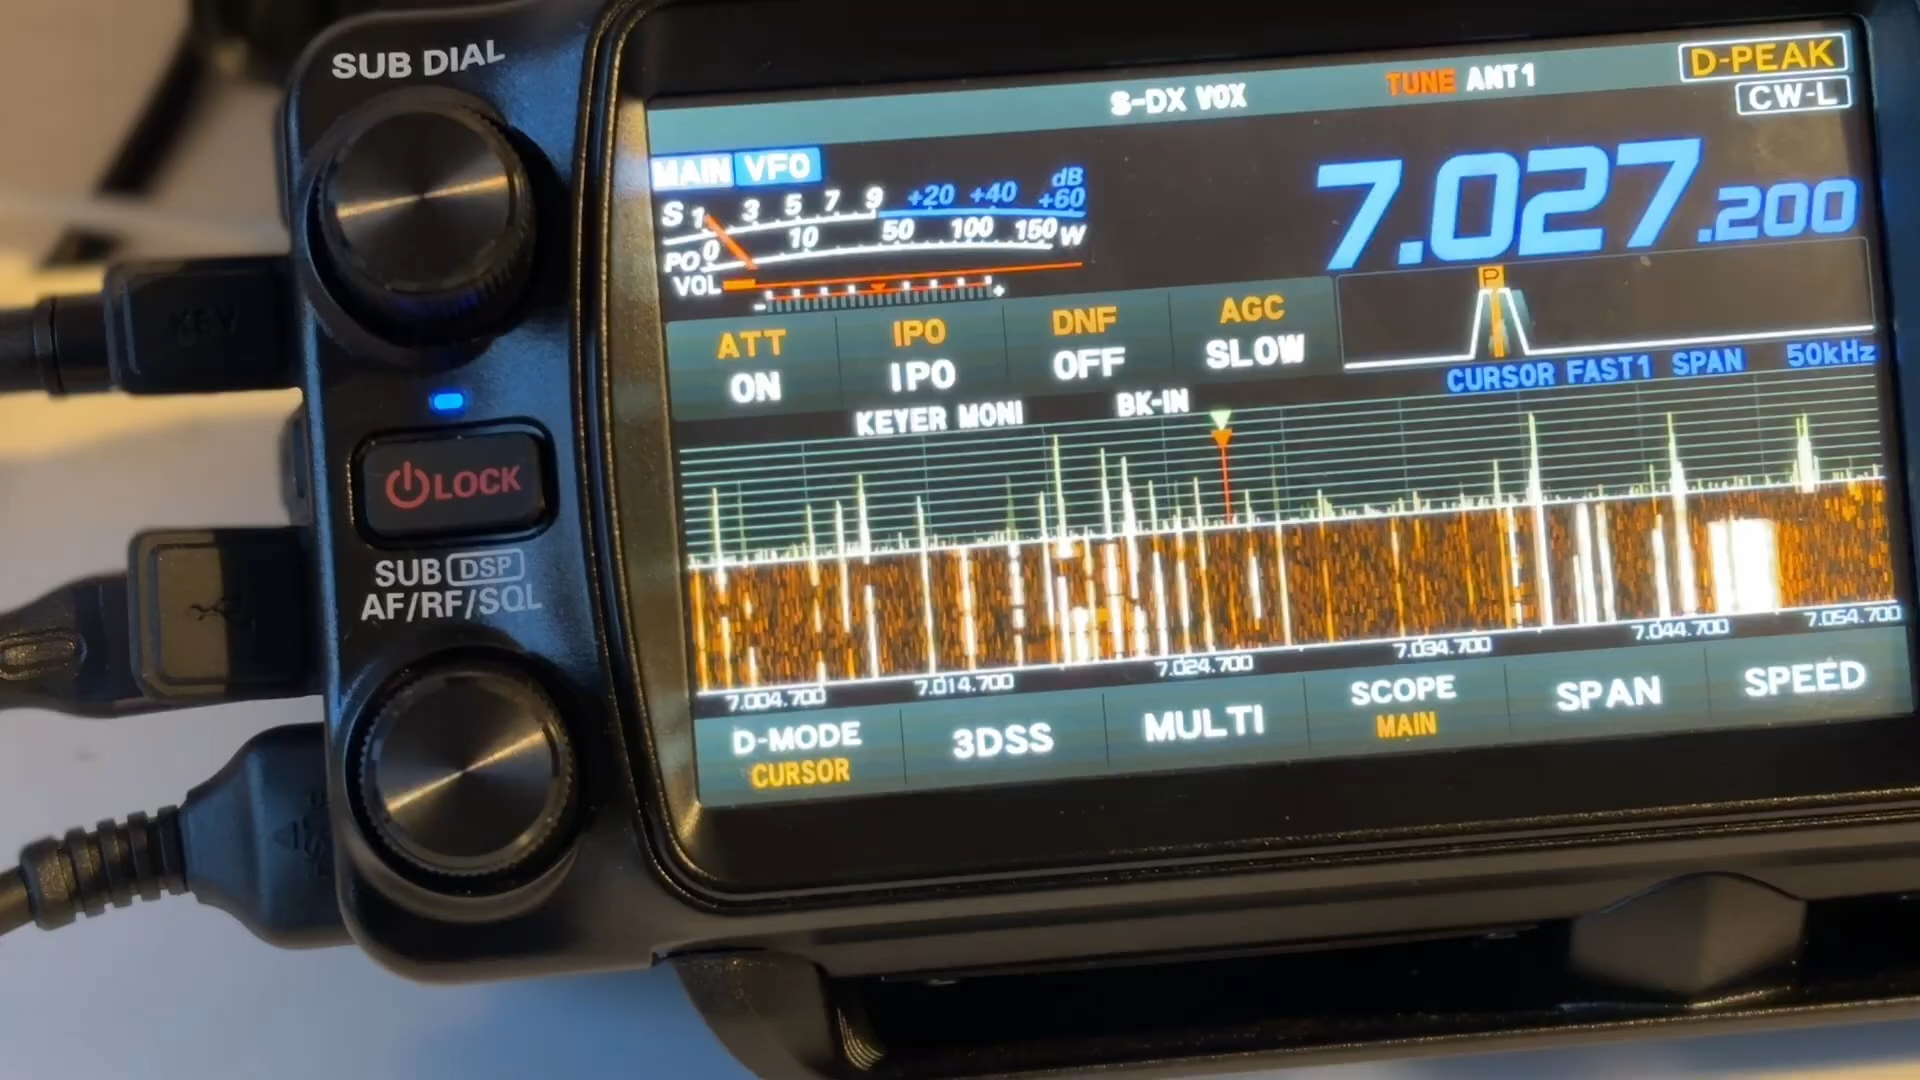 SUB DIAL
S-DX VOX TUNE ANT1 D-PEAK
CW-L
MAIN VFO
7.027.200
dB
S 1 3 5 7 9 +20 +40 +60
PO 0 10 50 100 150 W
VOL
- +
P
ATT IPO DNF AGC
ON IPO OFF SLOW
CURSOR FAST1 SPAN 50kHz
KEYER MONI BK-IN
KEY
LOCK
SUB DSP
AF/RF/SQL
7.004.700 7.014.700 7.024.700 7.034.700 7.044.700 7.054.700
D-MODE 3DSS MULTI SCOPE SPAN SPEED
CURSOR MAIN